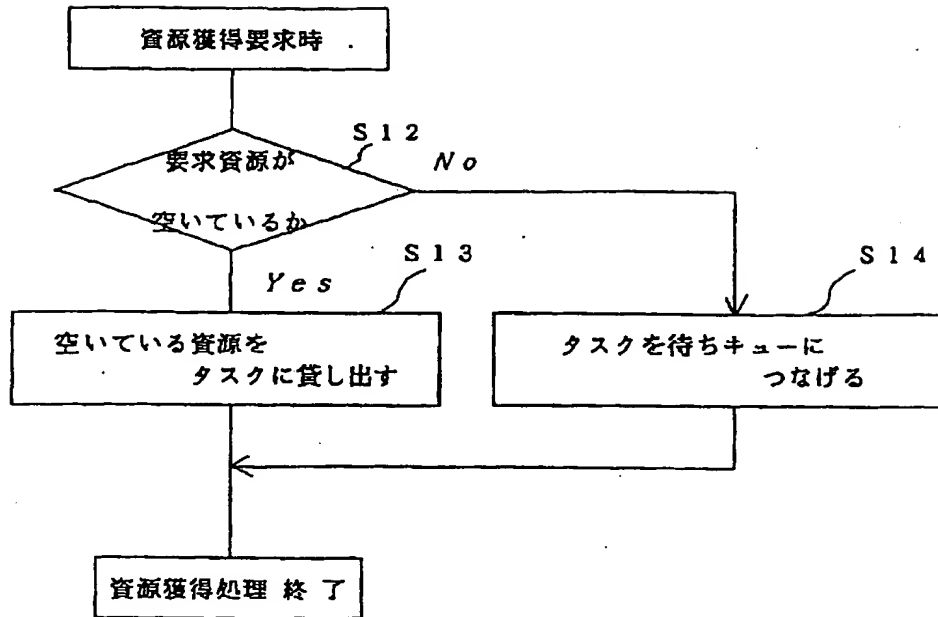 資源獲得要求時
S12
要求資源が
No
空いているか
S13
S14
Yes
空いている資源を
タスクに貸し出す
タスクを待ちキューに
つなげる
資源獲得処理 終 了